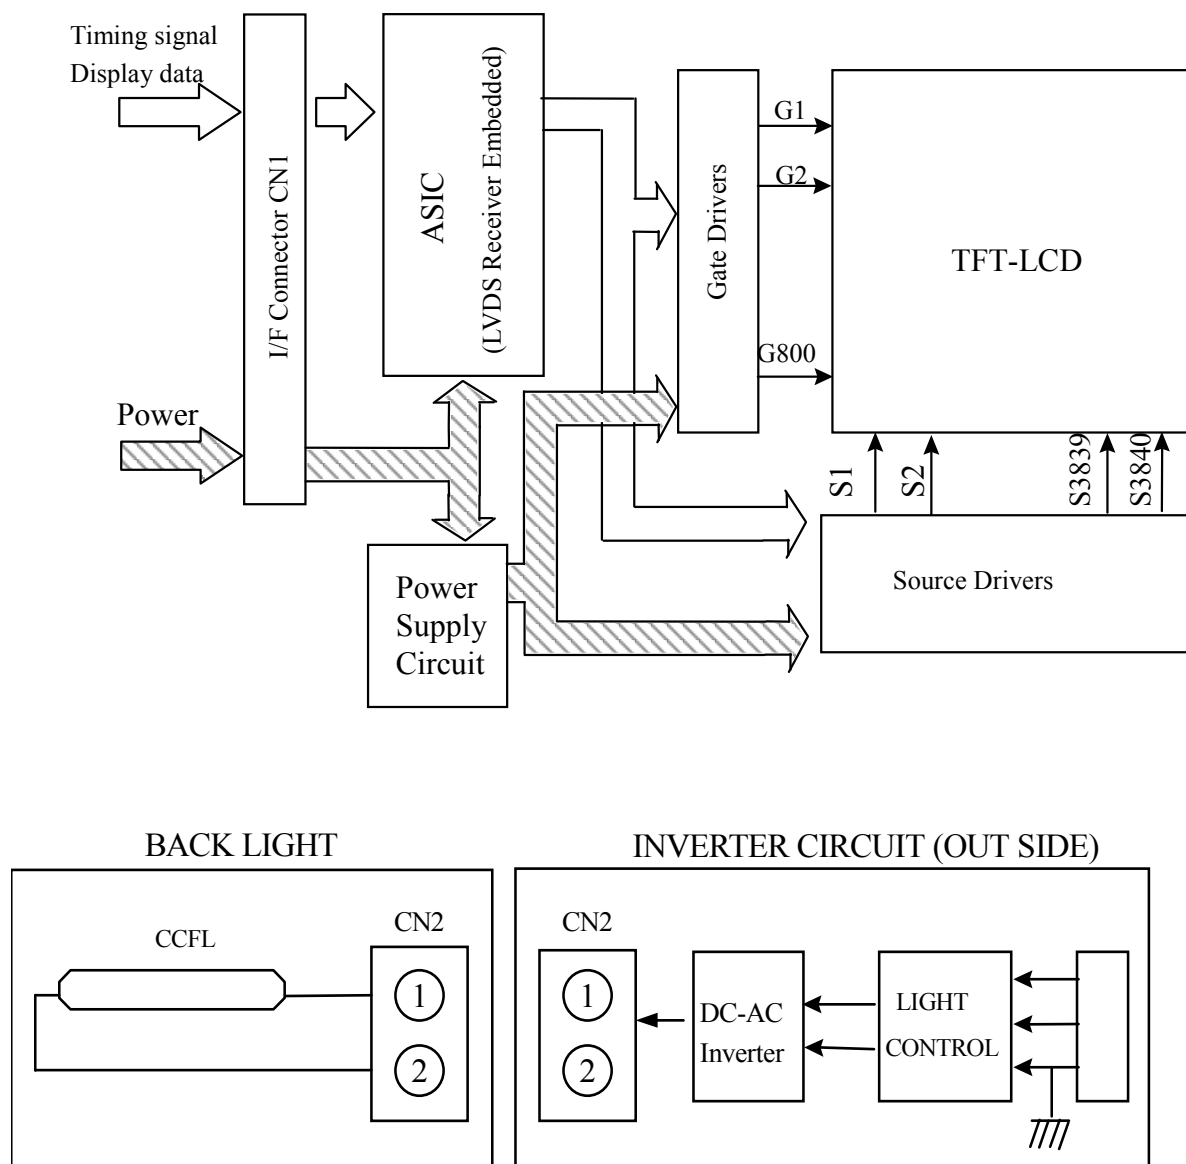 Timing signal
Display data
I/F Connector CN1
ASIC
(LVDS Receiver Embedded)
Gate Drivers
G1
G2
G800
TFT-LCD
Power
S1
S2
S3839
S3840
Source Drivers
Power
Supply
Circuit
BACK LIGHT
CCFL
CN2
1
2
INVERTER CIRCUIT (OUT SIDE)
CN2
1
2
DC-AC
Inverter
LIGHT
CONTROL